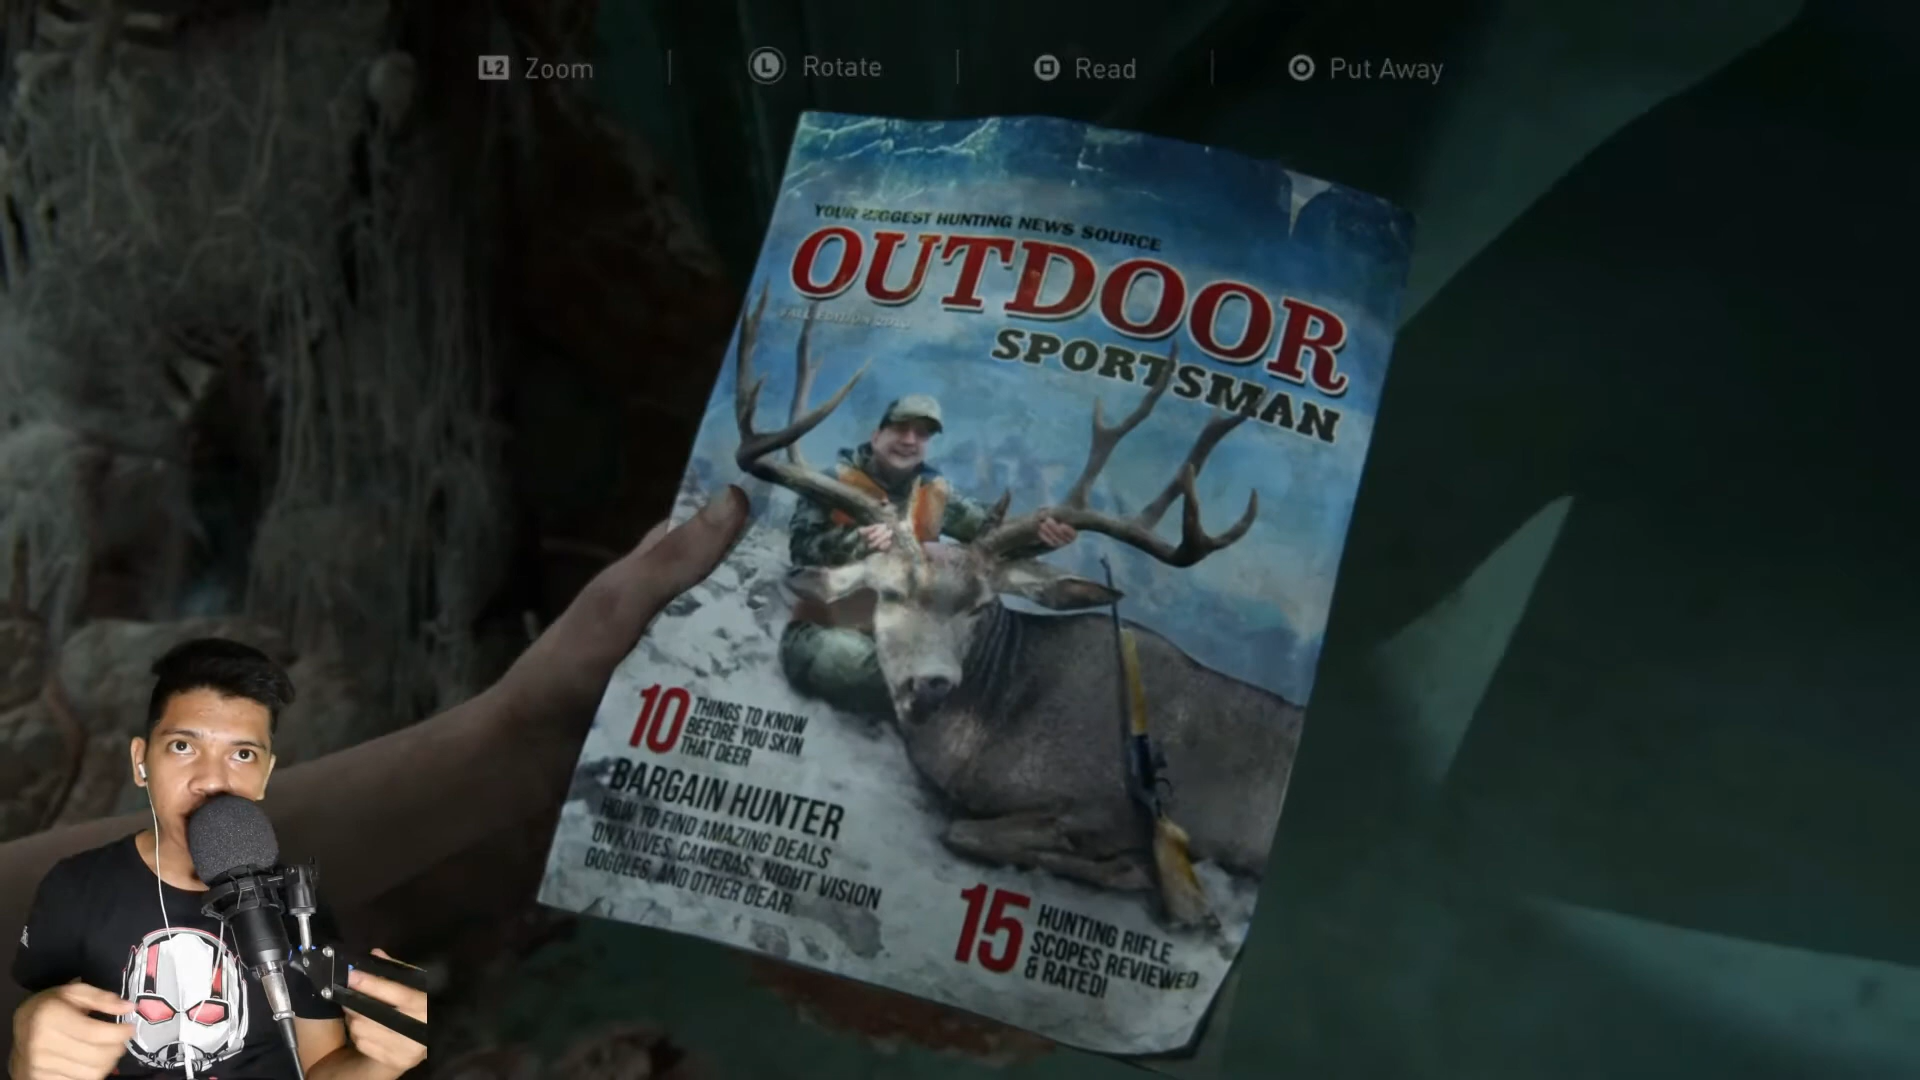 L2 Zoom
L Rotate
Read
Put Away
YOUR BIGGEST HUNTING NEWS SOURCE
OUTDOOR
SPORTSMAN
FALL EDITION
10 THINGS TO KNOW
BEFORE YOU SKIN
THAT DEER
BARGAIN HUNTER
HOW TO FIND AMAZING DEALS
ON KNIVES, CAMERAS, NIGHT VISION
GOGGLES, AND OTHER GEAR
15 HUNTING RIFLE
SCOPES REVIEWED
& RATED!